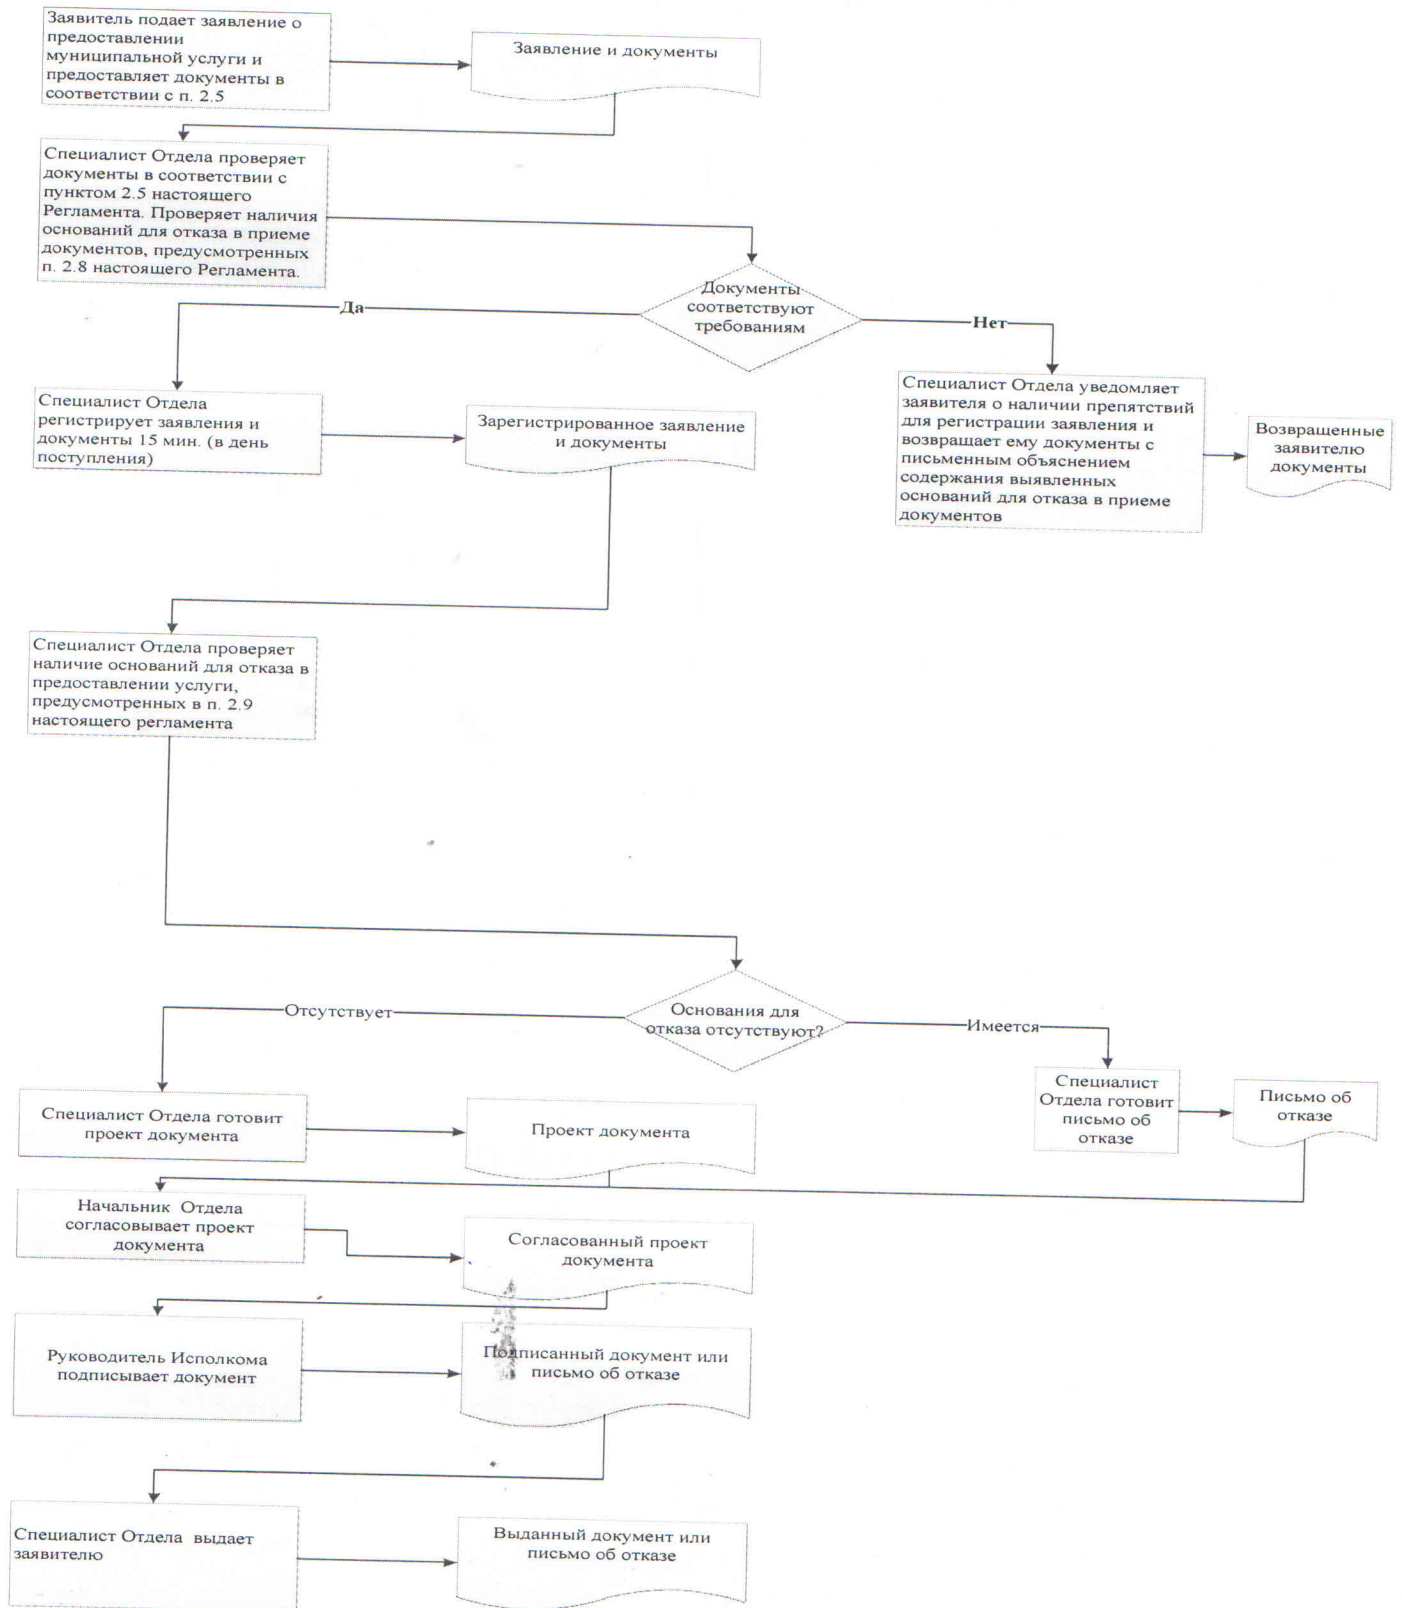 Заявитель подает заявление о
предоставлении
муниципальной услуги и
предоставляет документы в
соответствии с п. 2.5
Заявление и документы
Специалист Отдела проверяет
документы в соответствии с
пунктом 2.5 настоящего
Регламента. Проверяет наличия
оснований для отказа в приеме
документов, предусмотренных
п. 2.8 настоящего Регламента.
Документы
соответствуют
требованиям
Да
Нет
Специалист Отдела
регистрирует заявления и
документы 15 мин. (в день
поступления)
Зарегистрированное заявление
и документы
Специалист Отдела уведомляет
заявителя о наличии препятствий
для регистрации заявления и
возвращает ему документы с
письменным объяснением
содержания выявленных
оснований для отказа в приеме
документов
Возвращенные
заявителю
документы
Специалист Отдела проверяет
наличие оснований для отказа в
предоставлении услуги,
предусмотренных в п. 2.9
настоящего регламента
Основания для
отказа отсутствуют?
Отсутствует
Имеется
Специалист Отдела готовит
проект документа
Проект документа
Специалист
Отдела готовит
письмо об
отказе
Письмо об
отказе
Начальник Отдела
согласовывает проект
документа
Согласованный проект
документа
Руководитель Исполкома
подписывает документ
Подписанный документ или
письмо об отказе
Специалист Отдела выдает
заявителю
Выданный документ или
письмо об отказе